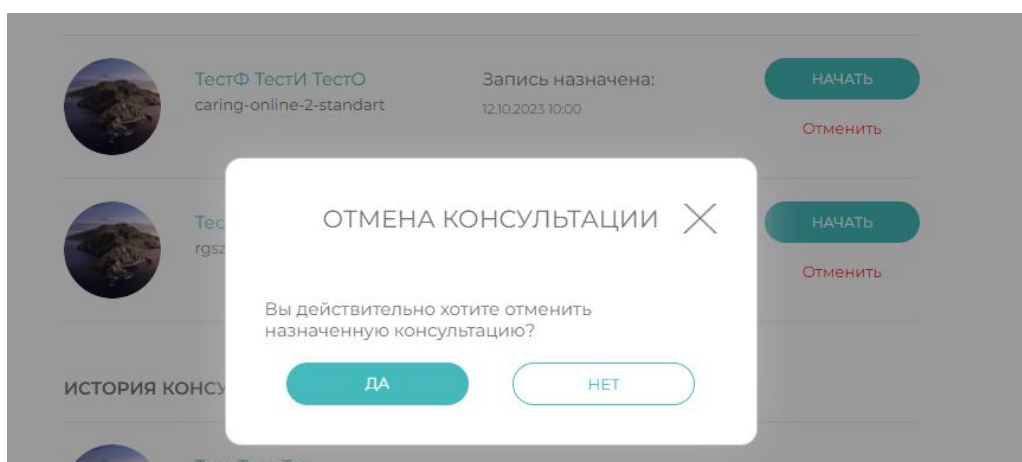 ТестФ ТестИ ТестО
caring-online-2-standart
Запись назначена:
12.10.2023 10:00
НАЧАТЬ
Отменить
ОТМЕНА КОНСУЛЬТАЦИИ
НАЧАТЬ
Отменить
Вы действительно хотите отменить
назначенную консультацию?
ДА
НЕТ